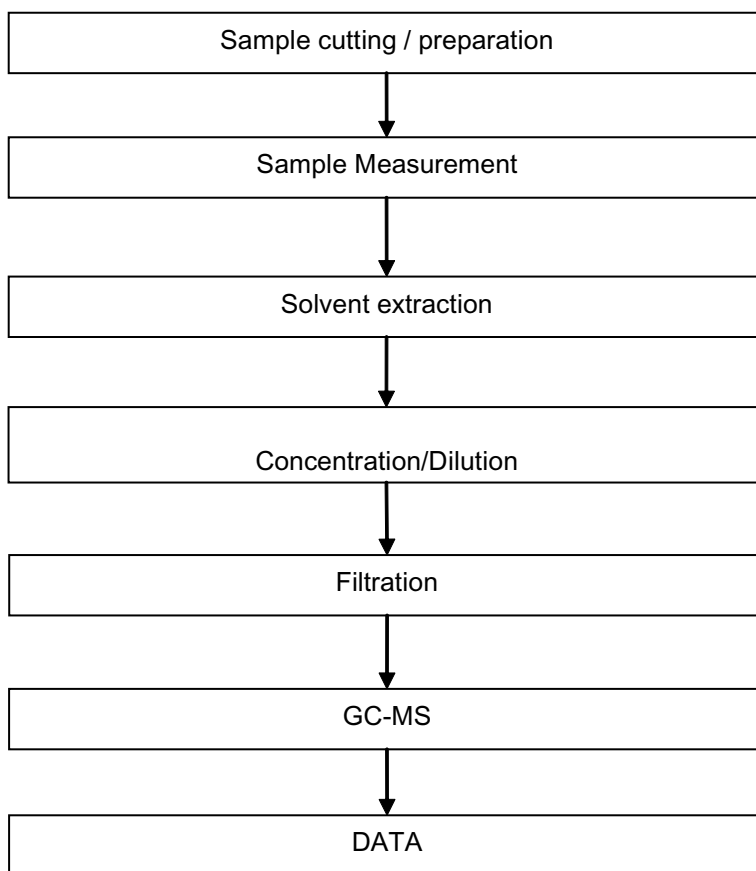 Sample cutting / preparation
Sample Measurement
Solvent extraction
Concentration/Dilution
Filtration
GC-MS
DATA